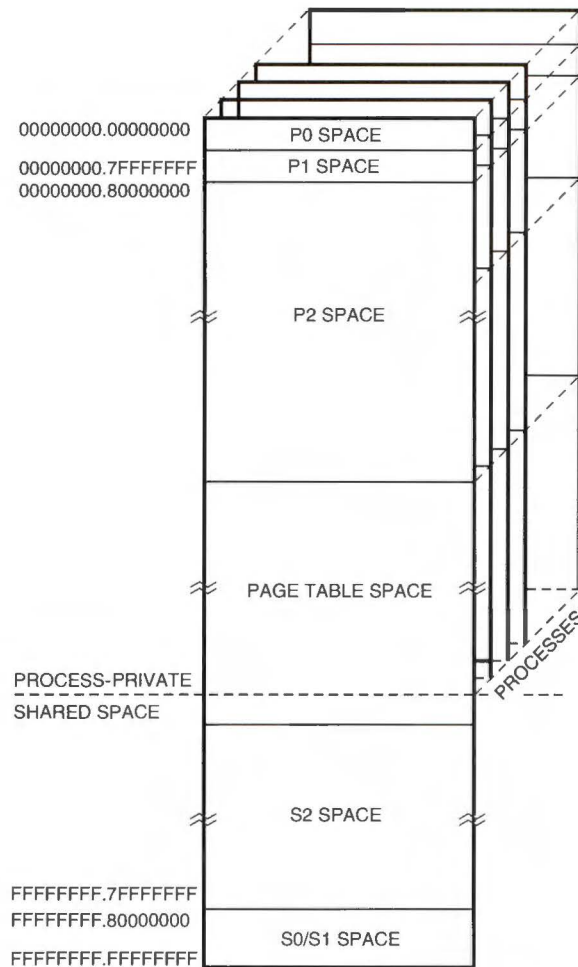 00000000.00000000
P0 SPACE
00000000.7FFFFFFF
P1 SPACE
00000000.80000000
P2 SPACE
PAGE TABLE SPACE
PROCESSES
PROCESS-PRIVATE
SHARED SPACE
S2 SPACE
FFFFFFFF.7FFFFFFF
FFFFFFFF.80000000
S0/S1 SPACE
FFFFFFFF.FFFFFFFF